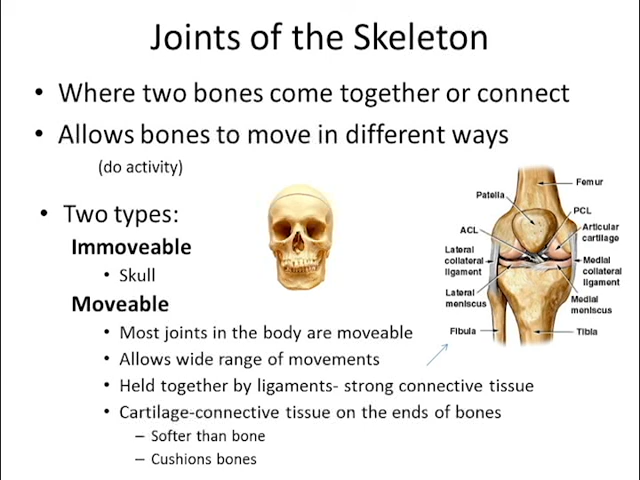 Joints of the Skeleton
• Where two bones come together or connect
• Allows bones to move in different ways
(do activity)
• Two types:
Immoveable
• Skull
Moveable
• Most joints in the body are moveable
• Allows wide range of movements
• Held together by ligaments- strong connective tissue
• Cartilage-connective tissue on the ends of bones
– Softer than bone
– Cushions bones
Femur
Patella
PCL
ACL
Articular
cartilage
Lateral
collateral
ligament
Medial
collateral
ligament
Lateral
meniscus
Medial
meniscus
Fibula
Tibia